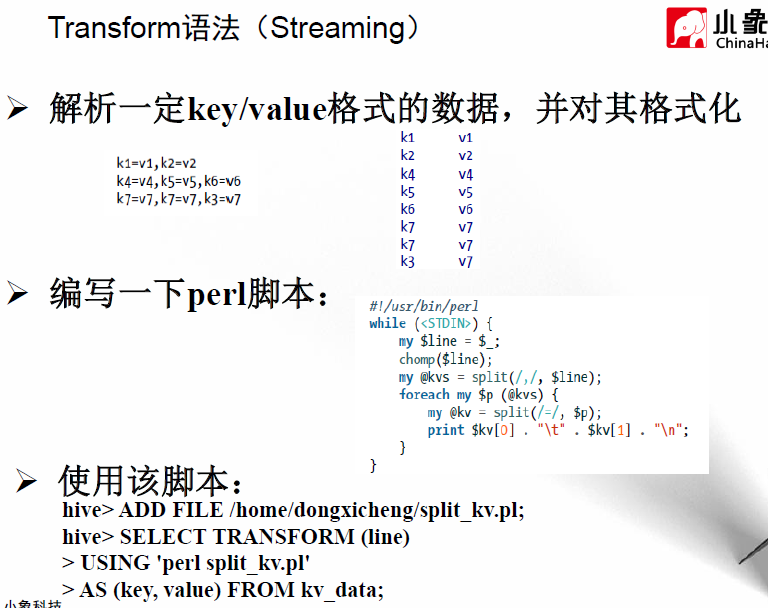 Transform语法（Streaming）
小象
ChinaHa
➢ 解析一定key/value格式的数据，并对其格式化
k1=v1,k2=v2
k4=v4,k5=v5,k6=v6
k7=v7,k7=v7,k3=v7
k1 v1
k2 v2
k4 v4
k5 v5
k6 v6
k7 v7
k7 v7
k3 v7
➢ 编写一下perl脚本：
#!/usr/bin/perl
while (<STDIN>) {
my $line = $_;
chomp($line);
my @kvs = split(/,/, $line);
foreach my $p (@kvs) {
my @kv = split(/=/, $p);
print $kv[0] . "\t" . $kv[1] . "\n";
}
}
➢ 使用该脚本：
hive> ADD FILE /home/dongxicheng/split_kv.pl;
hive> SELECT TRANSFORM (line)
> USING 'perl split_kv.pl'
> AS (key, value) FROM kv_data;
小象科技